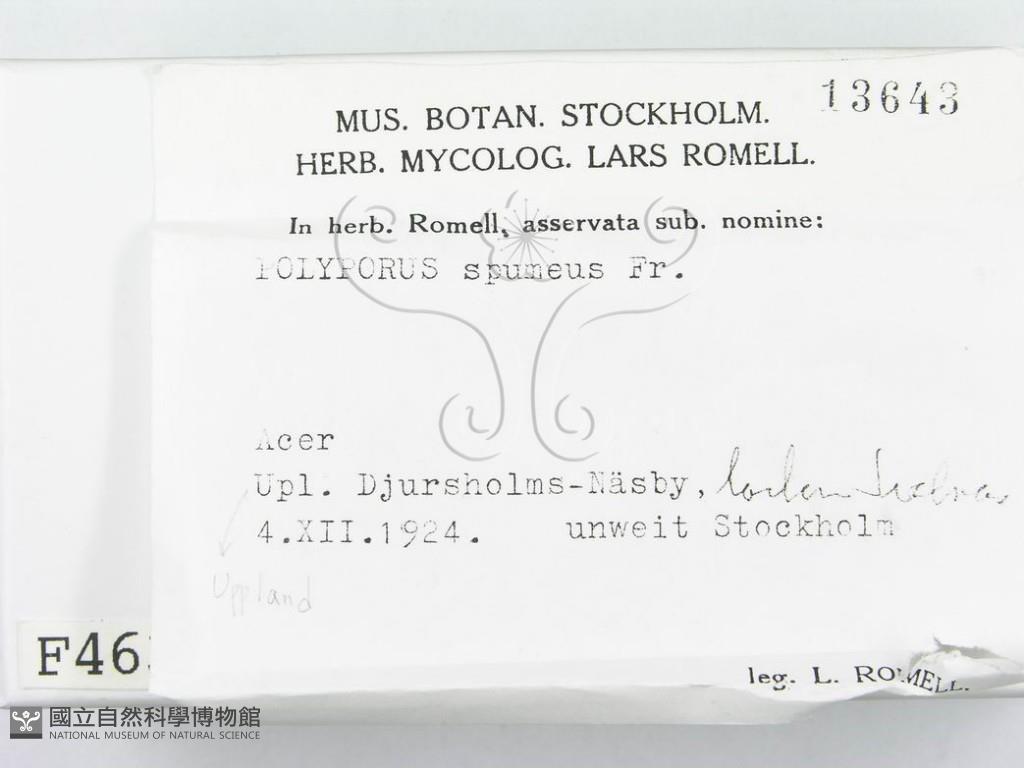 13643
MUS. BOTAN. STOCKHOLM.
HERB. MYCOLOG. LARS ROMELL.
In herb. Romell, asservata sub. nomine:
POLYPORUS spumeus Fr.
Acer
Upl. Djursholms-Näsby,
4.XII.1924. unweit Stockholm
Uppland
F46
leg. L. ROMELL.
國立自然科學博物館
NATIONAL MUSEUM OF NATURAL SCIENCE